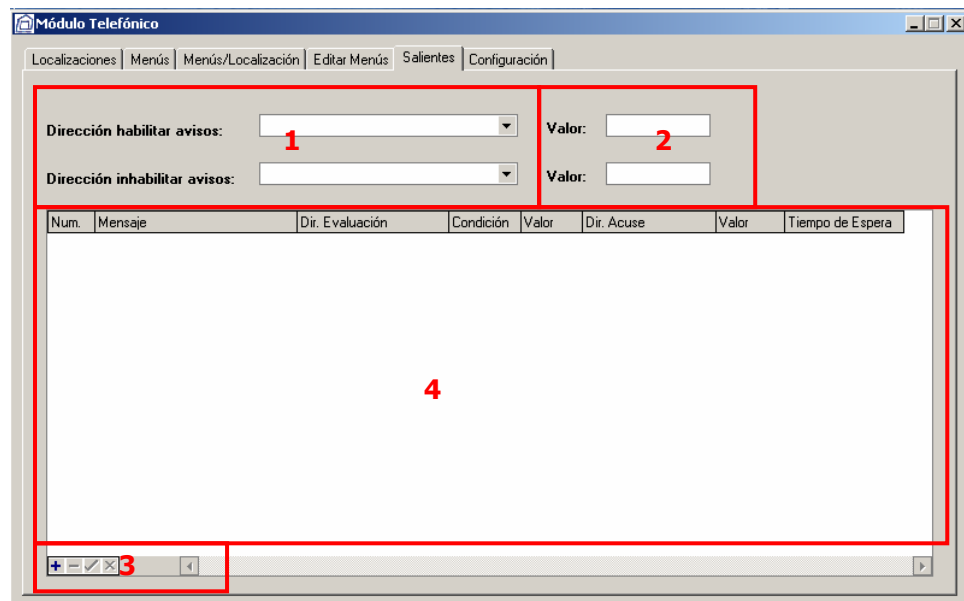 Módulo Telefónico
Localizaciones Menús Menús/Localización Editar Menús Salientes Configuración
Dirección habilitar avisos: 1 Valor: 2
Dirección inhabilitar avisos: Valor:
Num. Mensaje Dir. Evaluación Condición Valor Dir. Acuse Valor Tiempo de Espera
4
3